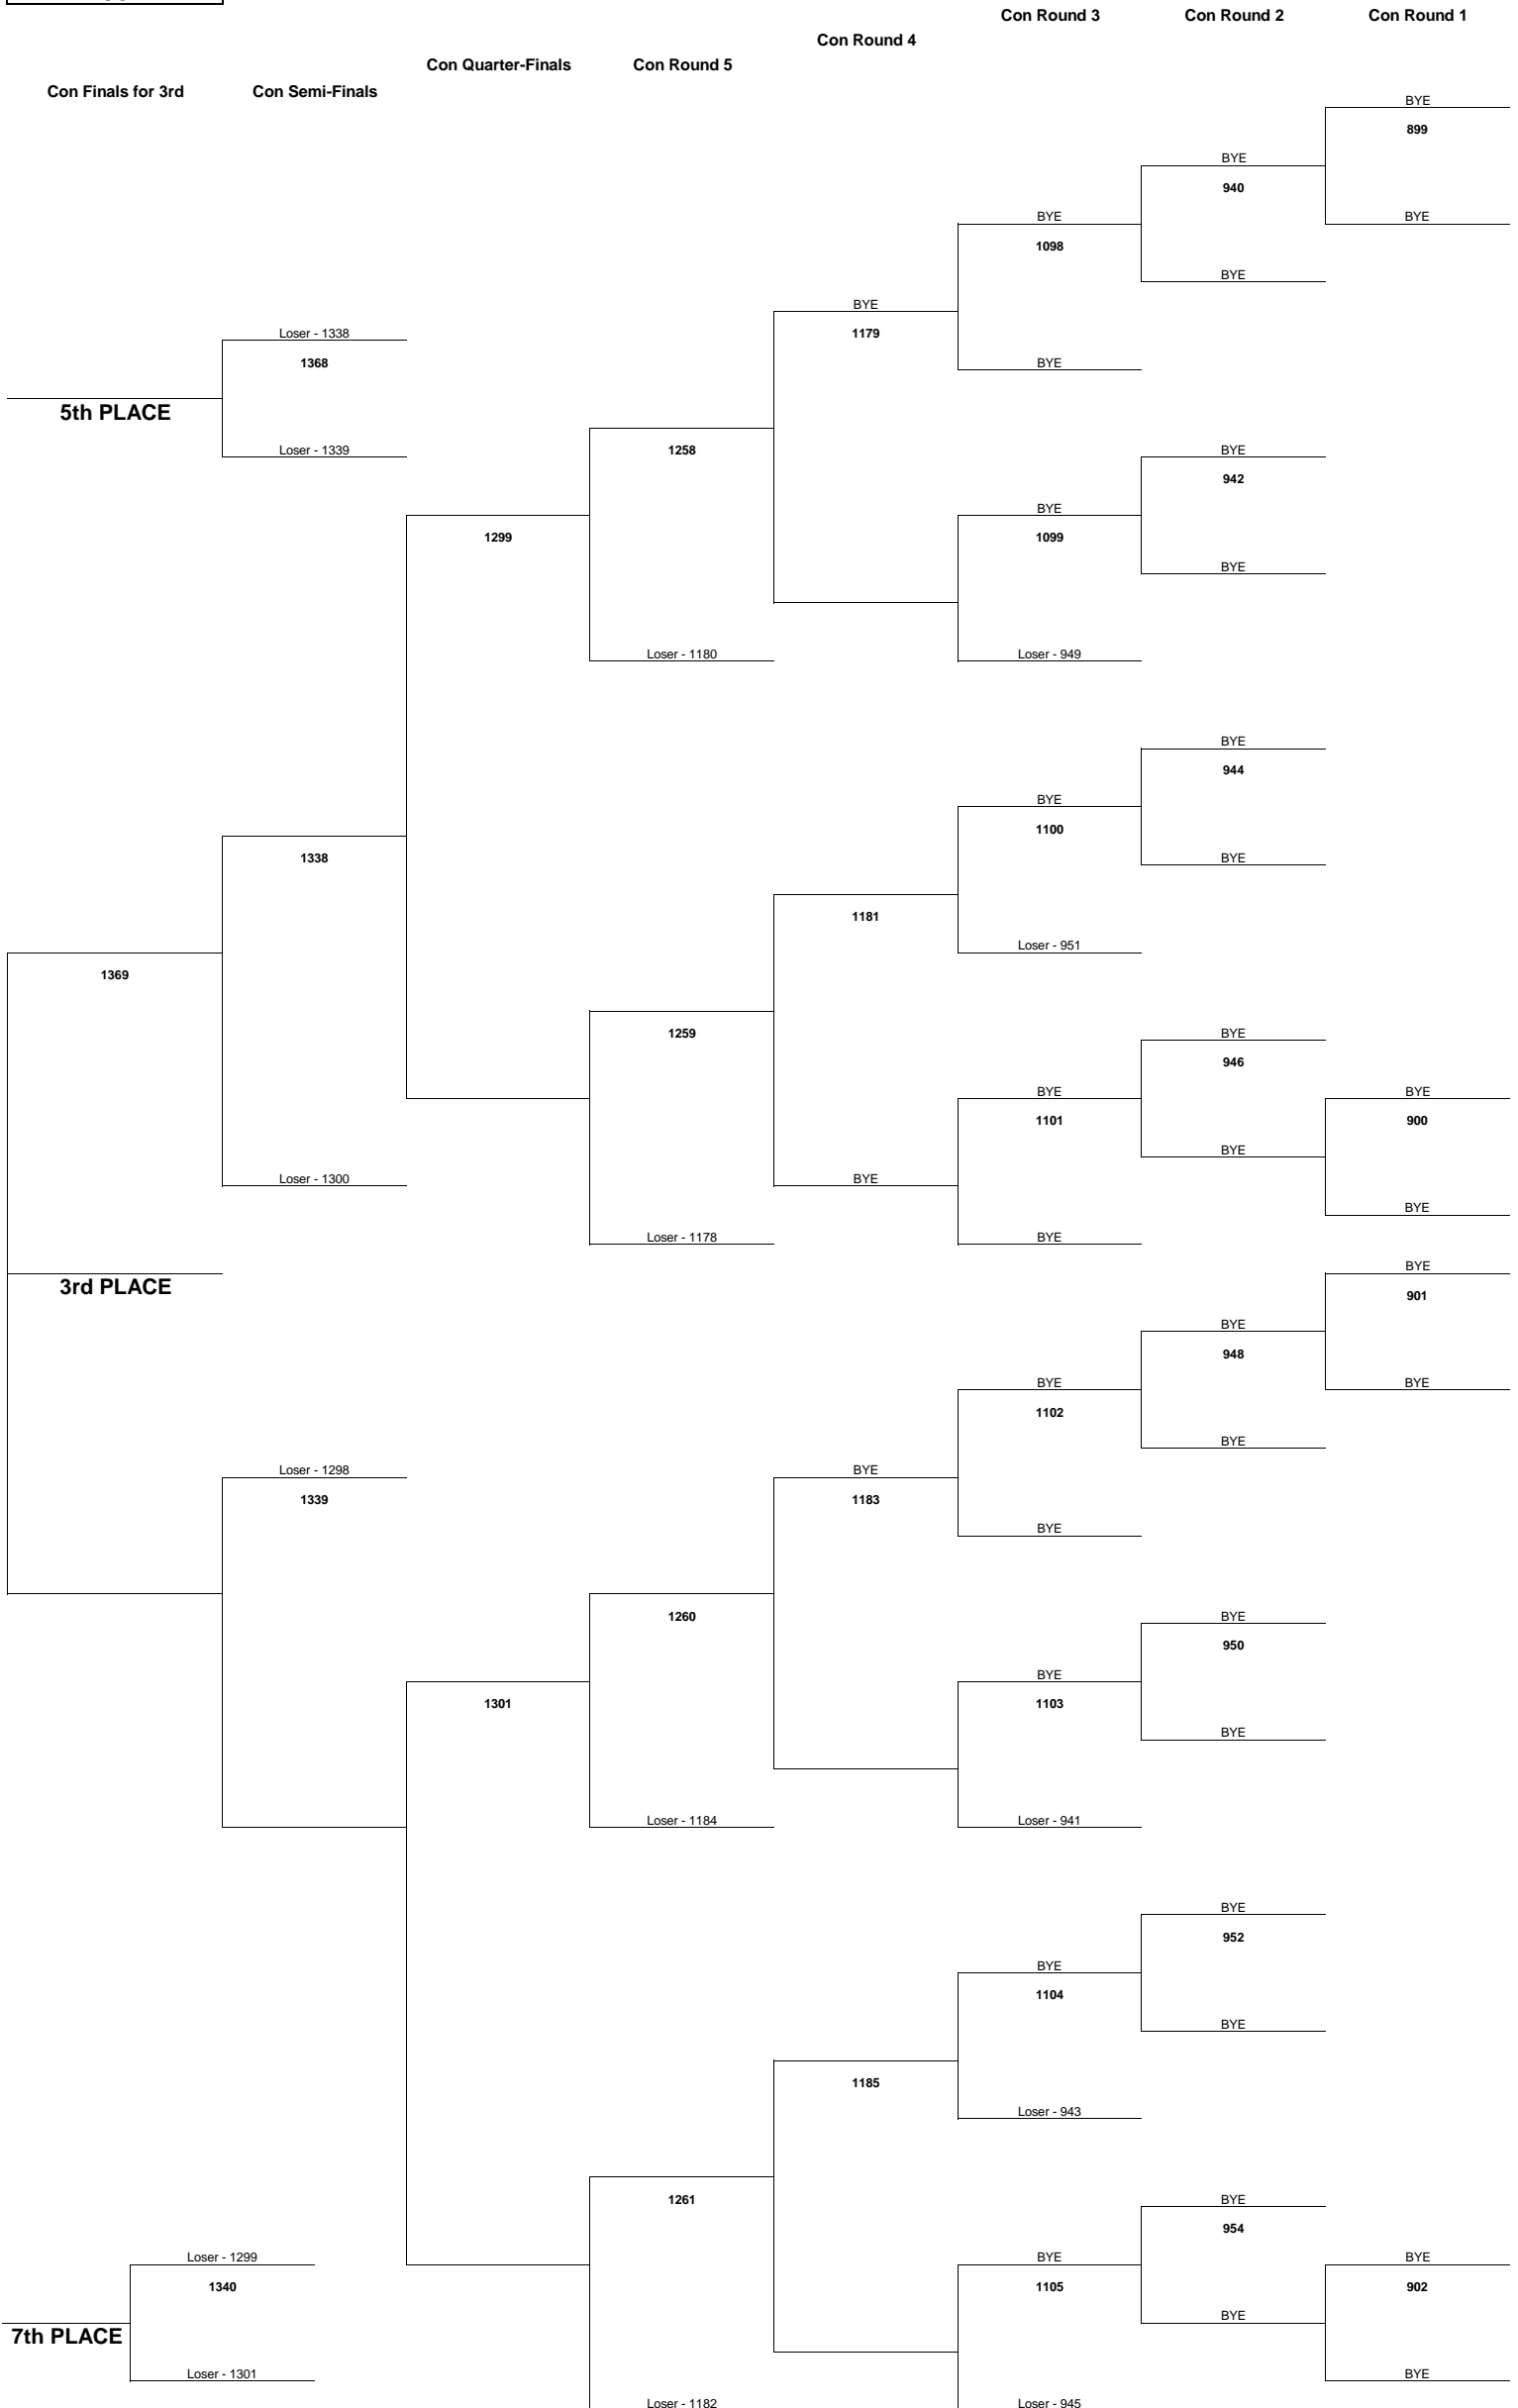 Con Round 3 Con Round 2 Con Round 1
Con Round 4
Con Quarter-Finals Con Round 5
Con Finals for 3rd Con Semi-Finals
BYE
899
BYE
940
BYE BYE
1098
BYE
BYE
Loser - 1338 1179
1368 BYE
5th PLACE
Loser - 1339 1258 BYE
942
BYE
1299 1099
BYE
Loser - 1180 Loser - 949
BYE
944
BYE
1100
1338 BYE
1181
Loser - 951
1369
1259 BYE
946
BYE BYE
1101 900
BYE
Loser - 1300 BYE
BYE
Loser - 1178 BYE
BYE
3rd PLACE
901
BYE
948
BYE BYE
1102
BYE
Loser - 1298 BYE
1339 1183
BYE
1260 BYE
950
BYE
1301 1103
BYE
Loser - 1184 Loser - 941
BYE
952
BYE
1104
BYE
1185
Loser - 943
1261 BYE
954
Loser - 1299 BYE BYE
1340 1105 902
BYE
7th PLACE
Loser - 1301 BYE
Loser - 1182 Loser - 945